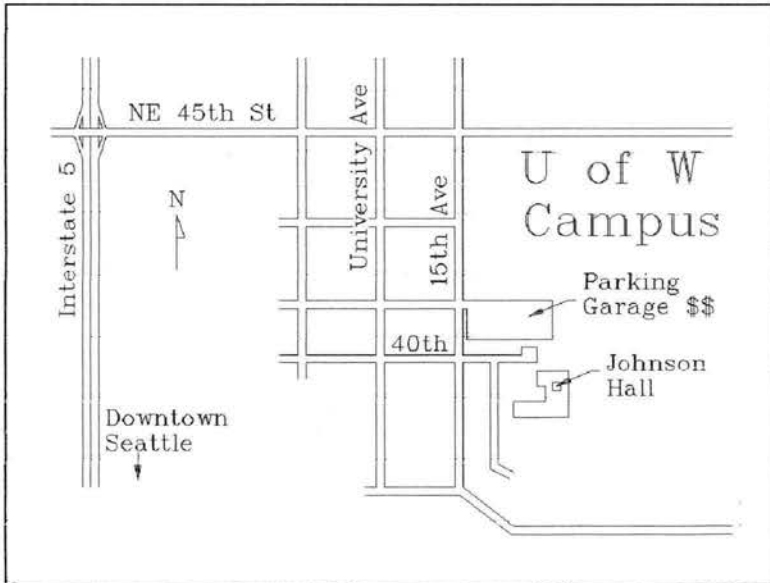 NE 45th St
University Ave
15th Ave
Interstate 5
N
U of W
Campus
Parking
Garage $$
40th
Johnson
Hall
Downtown
Seattle